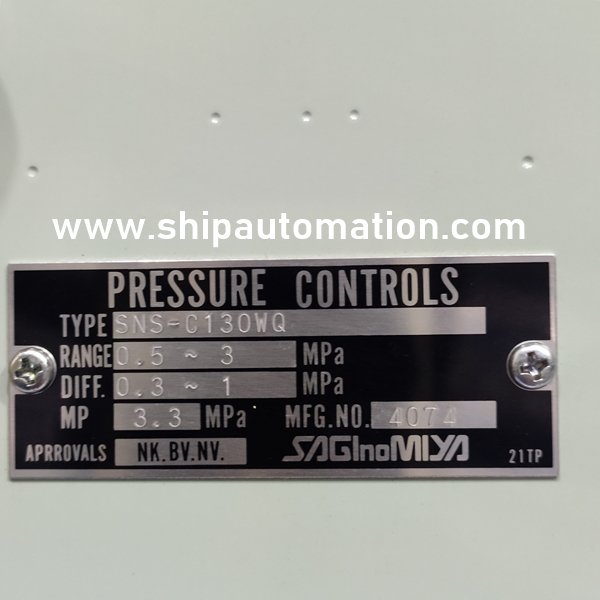 www.shipautomation.com
PRESSURE CONTROLS
TYPE SNS-C130WQ
RANGE 0.5 ~ 3 MPa
DIFF. 0.3 ~ 1 MPa
MP 3.3 MPa MFG.NO. 4074
APRROVALS NK.BV.NV. SAGInoMIYA 21TP